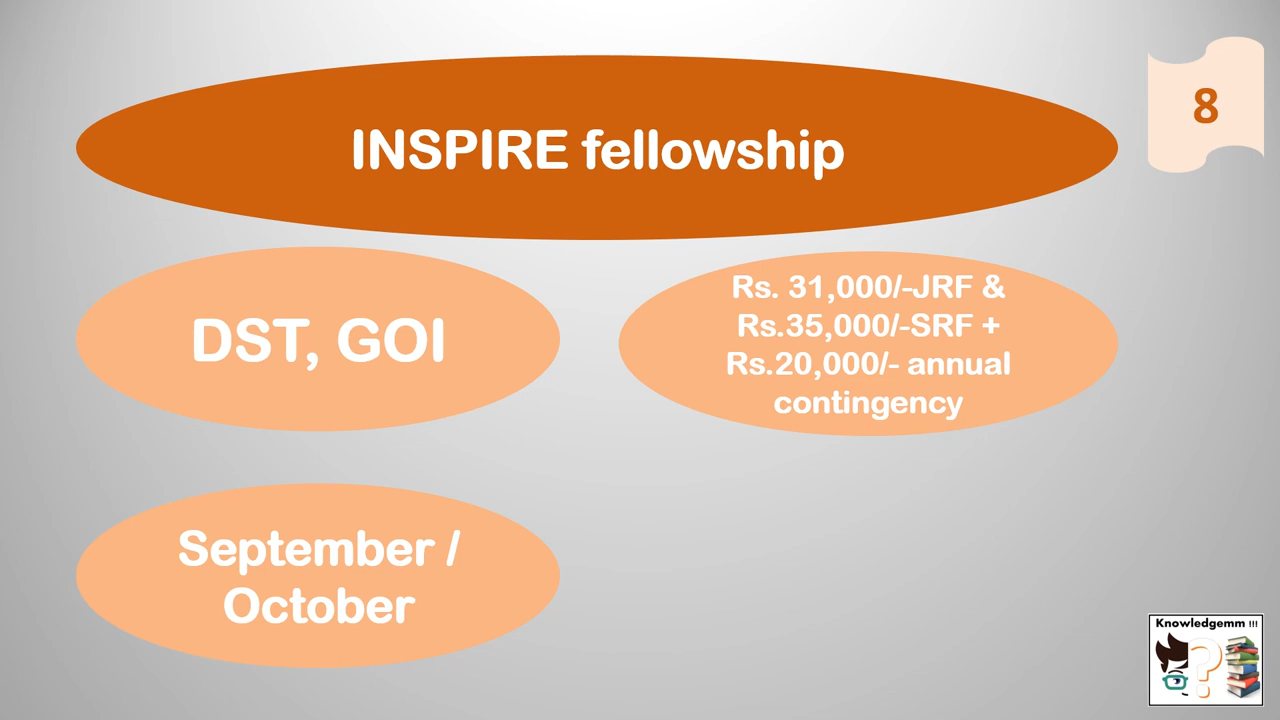 INSPIRE fellowship
8
DST, GOI
Rs. 31,000/-JRF &
Rs.35,000/-SRF +
Rs.20,000/- annual
contingency
September /
October
Knowledgemm !!!
?